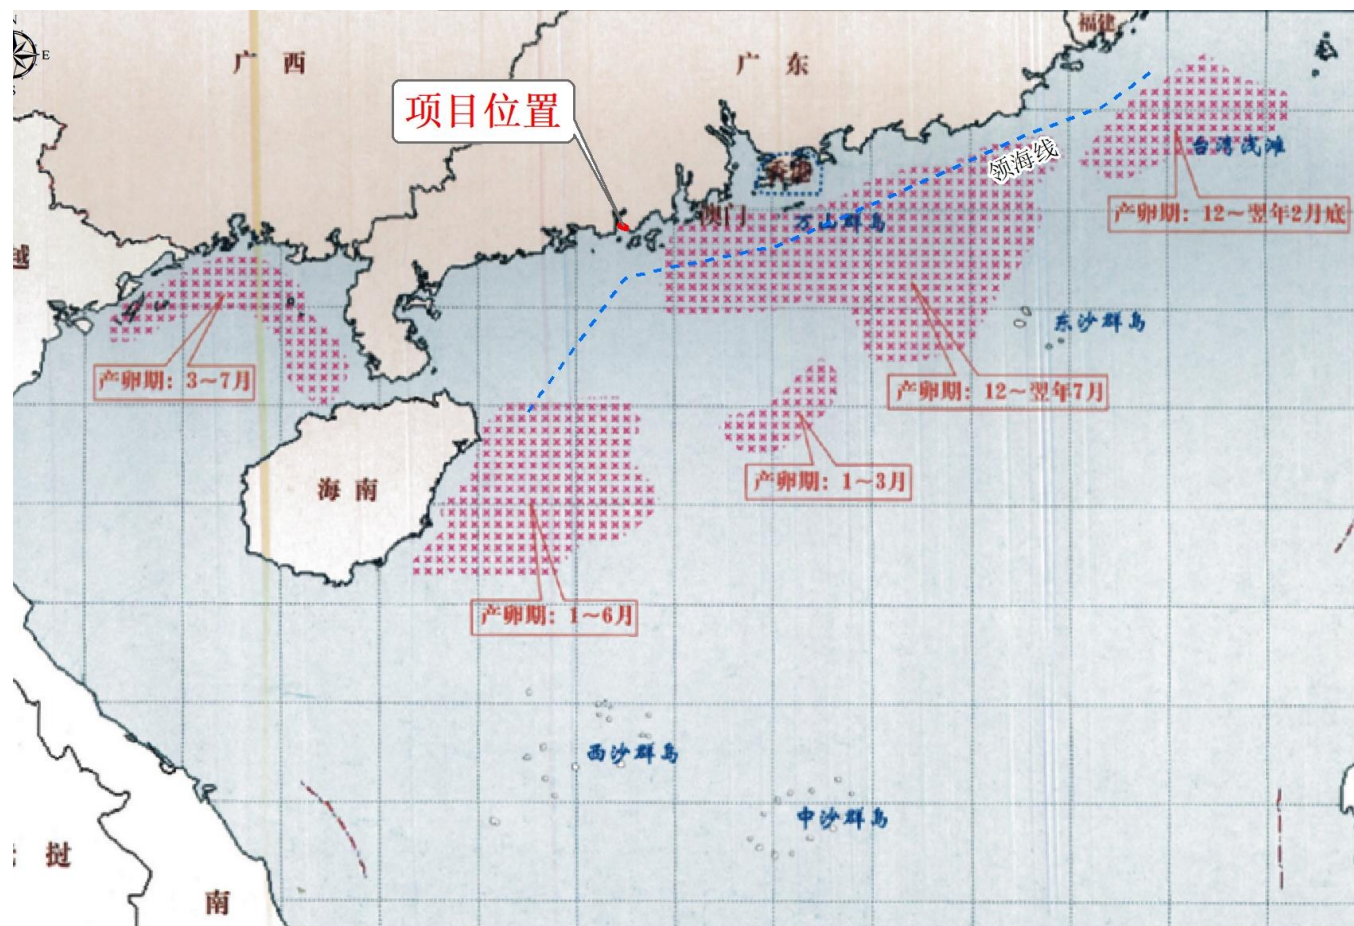 N
E
S
福建
广 西
广 东
项目位置
领海线
台湾浅滩
香港
产卵期：12～翌年2月底
澳门
万山群岛
越
东沙群岛
产卵期：3～7月
产卵期：12～翌年7月
产卵期：1～3月
海 南
产卵期：1～6月
西沙群岛
中沙群岛
挝
南